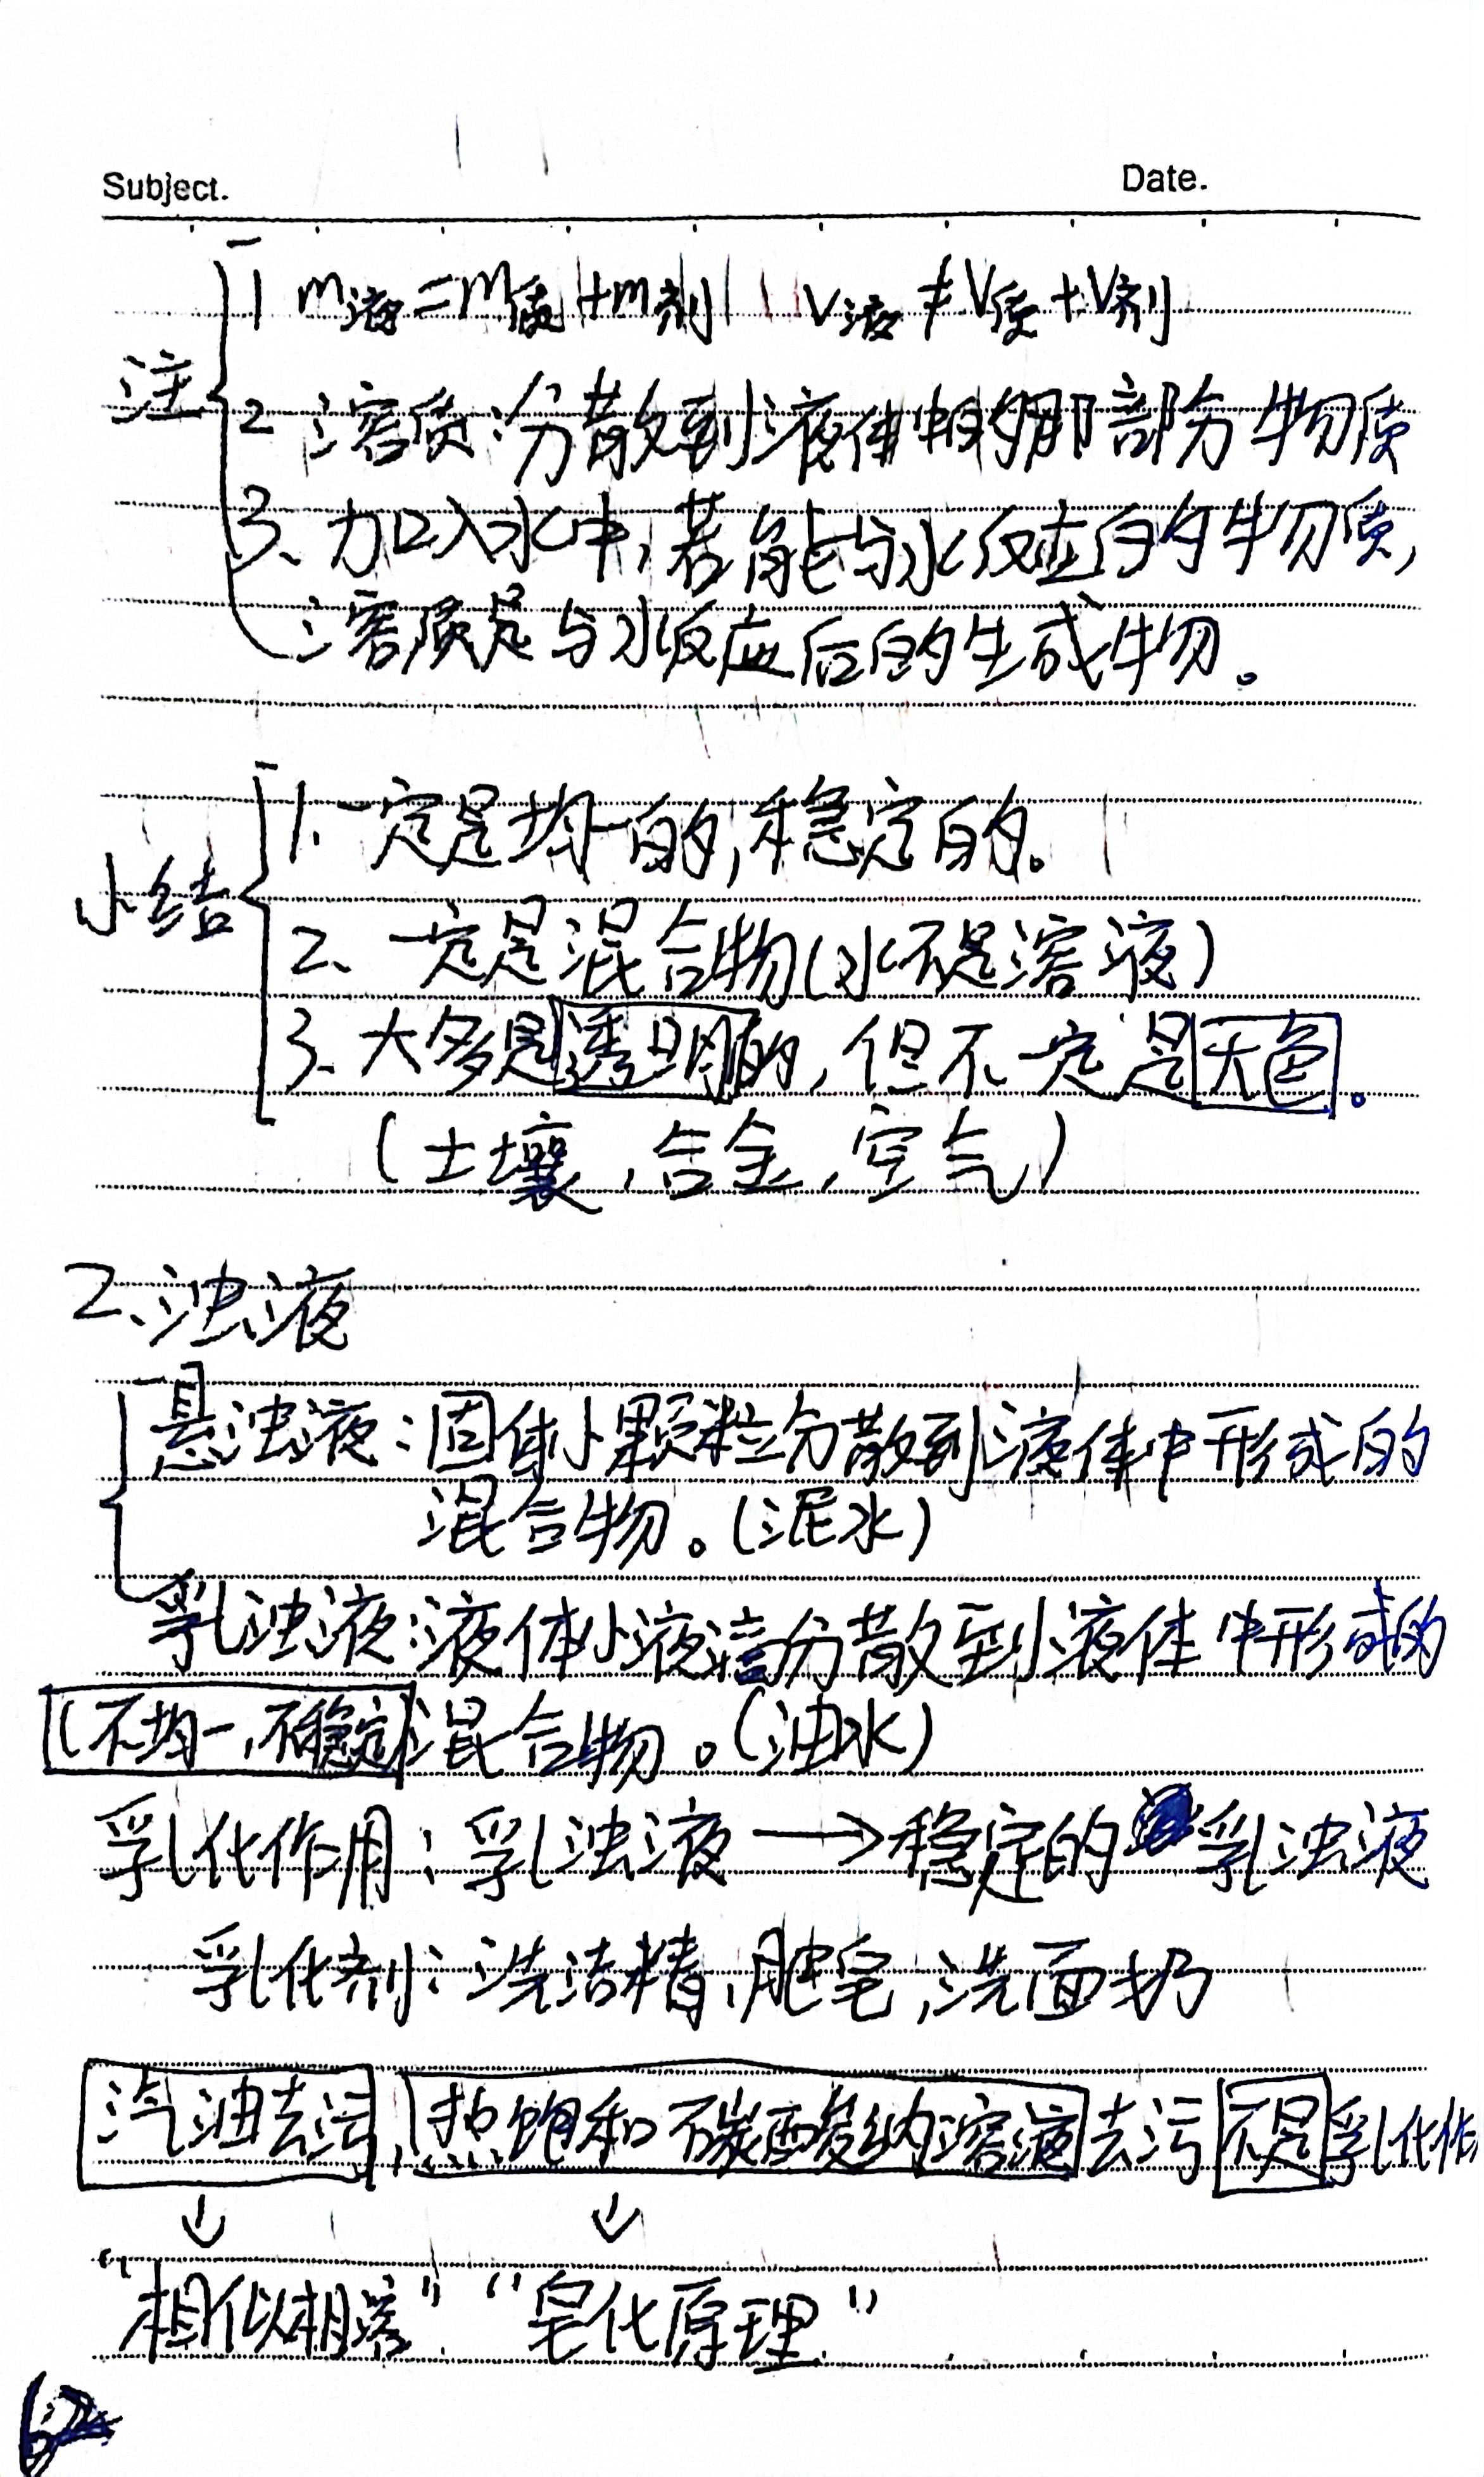 Subject. Date.
1 m液=m质+m剂 V液≠V质+V剂
注
2 溶质:分散到液体中的那部分物质
3、加入水中,若能与水反应的物质,
溶质是与水反应后的生成物。
1.一定是均一的,稳定的。
小结
2、一定是混合物(水不是溶液)
3、大多是透明的,但不一定是无色。
(土壤,合金,空气)
2、浊液
悬浊液:固体小颗粒分散到液体中形成的
混合物。(泥水)
乳浊液:液体小液滴分散到液体中形成的
(不均一,不稳定)混合物。(油水)
乳化作用:乳浊液→稳定的乳浊液
乳化剂:洗洁精,肥皂,洗面奶
汽油去污,热饱和碳酸钠溶液去污不是乳化作
↓ ↓
"相似相溶" "皂化原理"
62